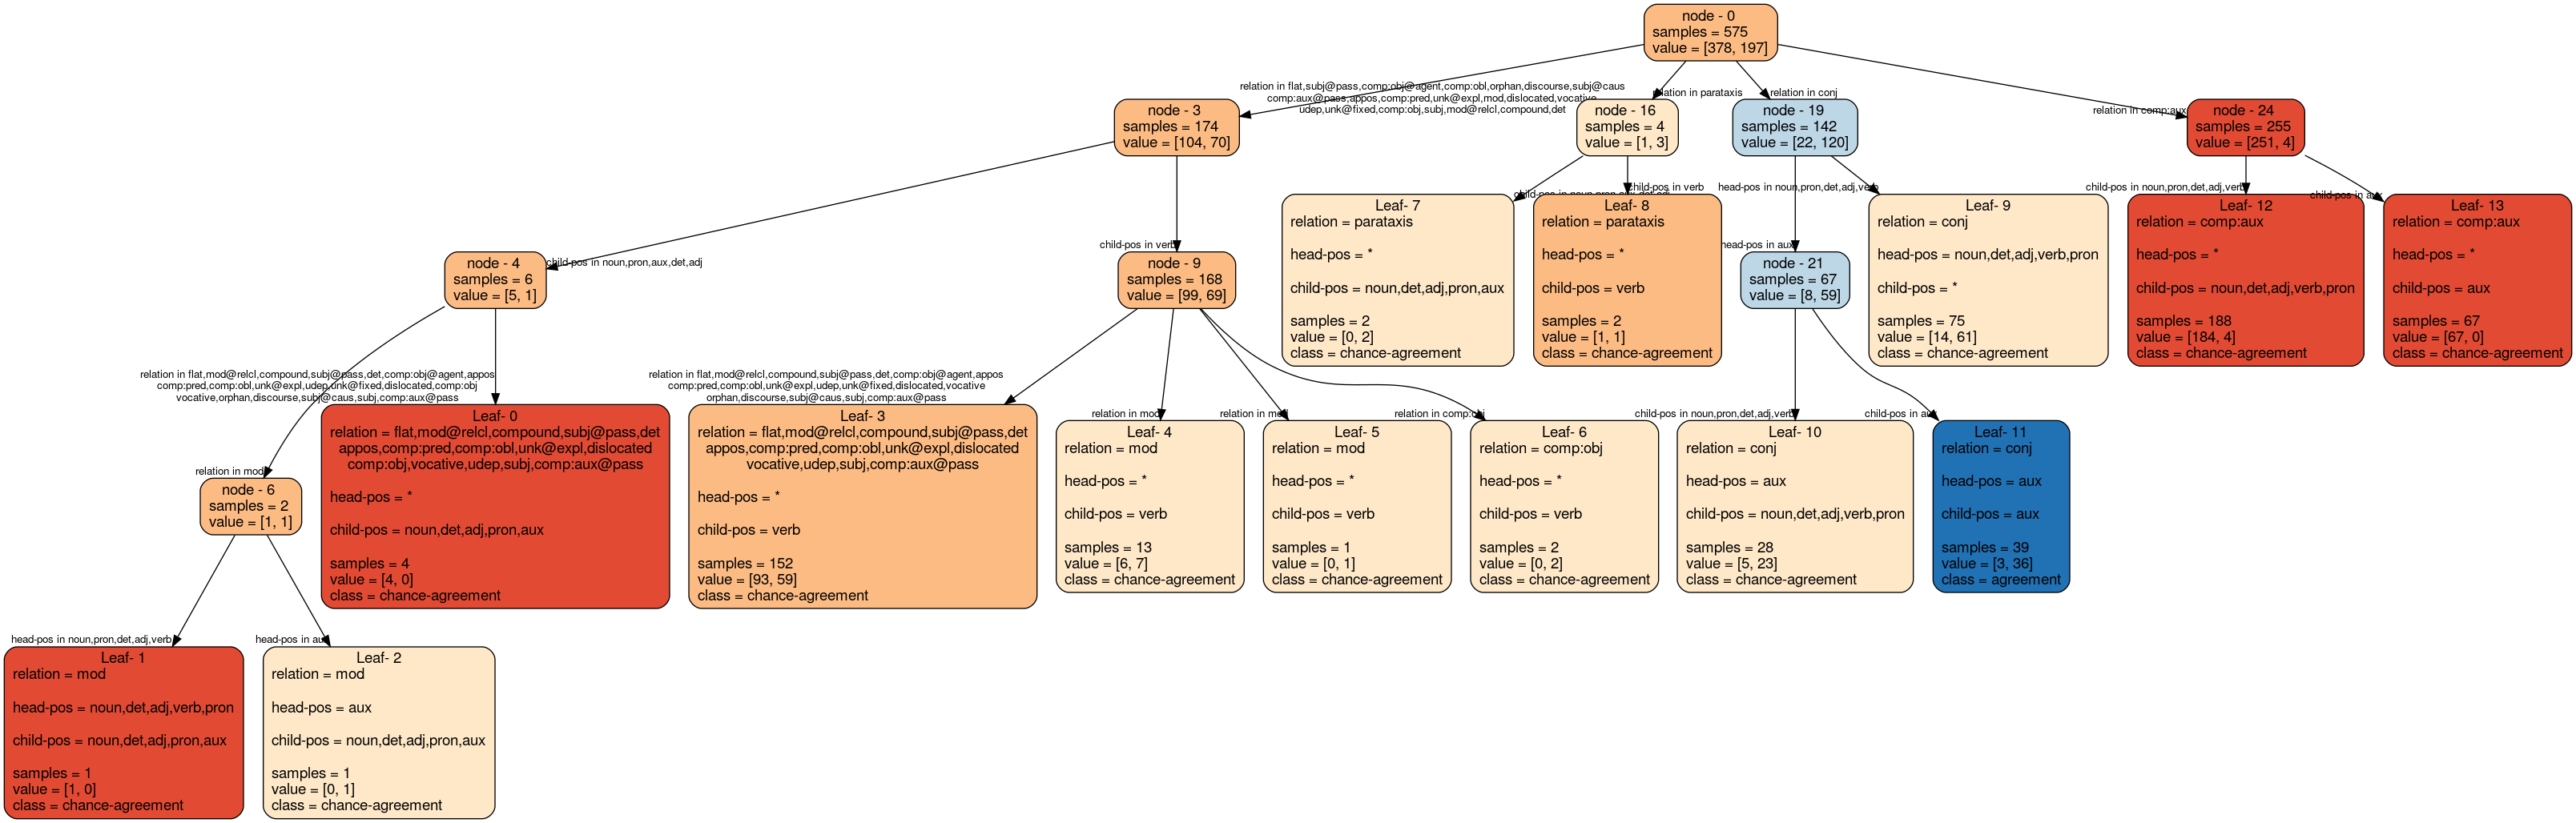 node - 0
samples = 575
value = [378, 197]
relation in flat,subj@pass,comp:obj@agent,comp:obl,orphan,discourse,subj@caus
comp:aux@pass,appos,comp:pred,unk@expl,mod,dislocated,vocative
udep,unk@fixed,comp:obj,subj,mod@relcl,compound,det
relation in parataxis
relation in conj
relation in comp:aux
node - 3
samples = 174
value = [104, 70]
node - 16
samples = 4
value = [1, 3]
node - 19
samples = 142
value = [22, 120]
node - 24
samples = 255
value = [251, 4]
child-pos in noun,pron,aux,det,adj
child-pos in verb
child-pos in noun,pron,aux,det,adj
child-pos in verb
head-pos in aux
head-pos in noun,pron,det,adj,verb
child-pos in noun,pron,det,adj,verb
child-pos in aux
node - 4
samples = 6
value = [5, 1]
node - 9
samples = 168
value = [99, 69]
Leaf- 7
relation = parataxis
head-pos = *
child-pos = noun,det,adj,pron,aux
samples = 2
value = [0, 2]
class = chance-agreement
Leaf- 8
relation = parataxis
head-pos = *
child-pos = verb
samples = 2
value = [1, 1]
class = chance-agreement
node - 21
samples = 67
value = [8, 59]
Leaf- 9
relation = conj
head-pos = noun,det,adj,verb,pron
child-pos = *
samples = 75
value = [14, 61]
class = chance-agreement
Leaf- 12
relation = comp:aux
head-pos = *
child-pos = noun,det,adj,verb,pron
samples = 188
value = [184, 4]
class = chance-agreement
Leaf- 13
relation = comp:aux
head-pos = *
child-pos = aux
samples = 67
value = [67, 0]
class = chance-agreement
relation in flat,mod@relcl,compound,subj@pass,det,comp:obj@agent,appos
comp:pred,comp:obl,unk@expl,udep,unk@fixed,dislocated,comp:obj
vocative,orphan,discourse,subj@caus,subj,comp:aux@pass
relation in mod
relation in flat,mod@relcl,compound,subj@pass,det,comp:obj@agent,appos
comp:pred,comp:obl,unk@expl,udep,unk@fixed,dislocated,vocative
orphan,discourse,subj@caus,subj,comp:aux@pass
relation in mod
relation in mod
relation in comp:obj
child-pos in noun,pron,det,adj,verb
child-pos in aux
node - 6
samples = 2
value = [1, 1]
Leaf- 0
relation = flat,mod@relcl,compound,subj@pass,det
appos,comp:pred,comp:obl,unk@expl,dislocated
comp:obj,vocative,udep,subj,comp:aux@pass
head-pos = *
child-pos = noun,det,adj,pron,aux
samples = 4
value = [4, 0]
class = chance-agreement
Leaf- 3
relation = flat,mod@relcl,compound,subj@pass,det
appos,comp:pred,comp:obl,unk@expl,dislocated
vocative,udep,subj,comp:aux@pass
head-pos = *
child-pos = verb
samples = 152
value = [93, 59]
class = chance-agreement
Leaf- 4
relation = mod
head-pos = *
child-pos = verb
samples = 13
value = [6, 7]
class = chance-agreement
Leaf- 5
relation = mod
head-pos = *
child-pos = verb
samples = 1
value = [0, 1]
class = chance-agreement
Leaf- 6
relation = comp:obj
head-pos = *
child-pos = verb
samples = 2
value = [0, 2]
class = chance-agreement
Leaf- 10
relation = conj
head-pos = aux
child-pos = noun,det,adj,verb,pron
samples = 28
value = [5, 23]
class = chance-agreement
Leaf- 11
relation = conj
head-pos = aux
child-pos = aux
samples = 39
value = [3, 36]
class = agreement
head-pos in noun,pron,det,adj,verb
head-pos in aux
Leaf- 1
relation = mod
head-pos = noun,det,adj,verb,pron
child-pos = noun,det,adj,pron,aux
samples = 1
value = [1, 0]
class = chance-agreement
Leaf- 2
relation = mod
head-pos = aux
child-pos = noun,det,adj,pron,aux
samples = 1
value = [0, 1]
class = chance-agreement